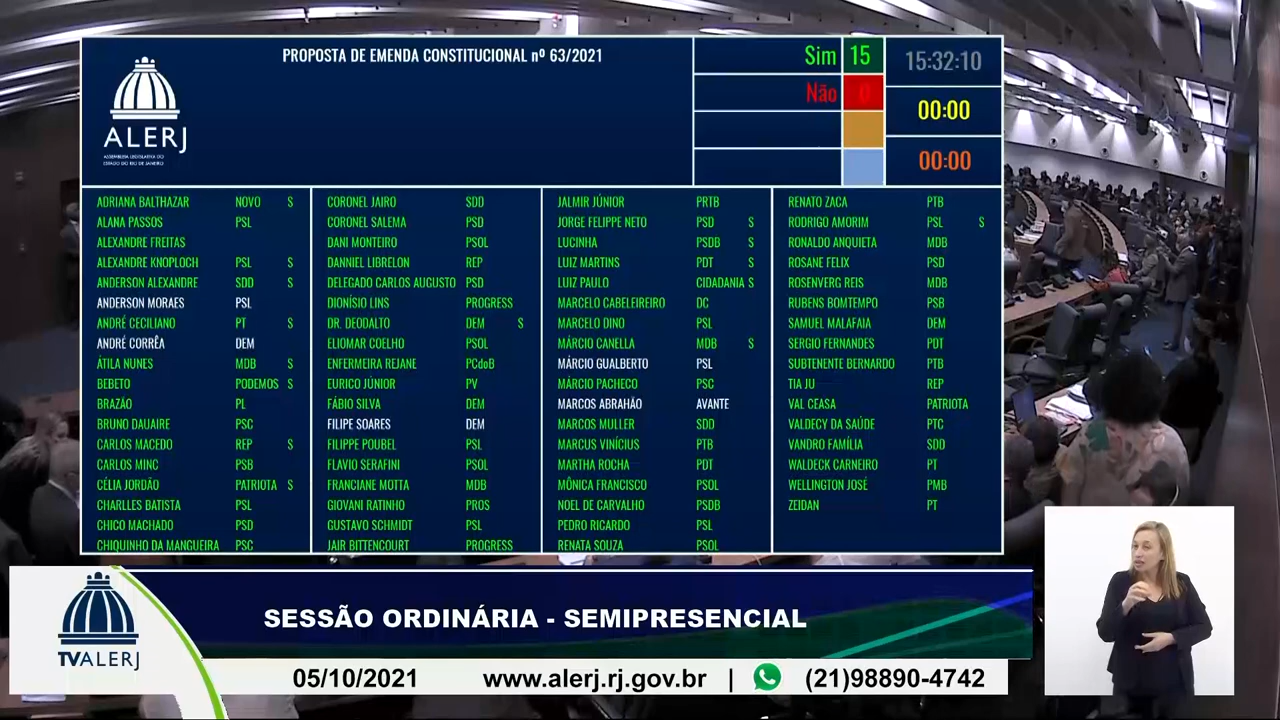 PROPOSTA DE EMENDA CONSTITUCIONAL nº 63/2021
Sim 15
Não 0
15:32:10
00:00
00:00
ALERJ
ASSEMBLEIA LEGISLATIVA DO
ESTADO DO RIO DE JANEIRO
ADRIANA BALTHAZAR NOVO S
ALANA PASSOS PSL
ALEXANDRE FREITAS
ALEXANDRE KNOPLOCH PSL S
ANDERSON ALEXANDRE SDD S
ANDERSON MORAES PSL
ANDRÉ CECILIANO PT S
ANDRÉ CORRÊA DEM
ÁTILA NUNES MDB S
BEBETO PODEMOS S
BRAZÃO PL
BRUNO DAUAIRE PSC
CARLOS MACEDO REP S
CARLOS MINC PSB
CÉLIA JORDÃO PATRIOTA S
CHARLLES BATISTA PSL
CHICO MACHADO PSD
CHIQUINHO DA MANGUEIRA PSC
CORONEL JAIRO SDD
CORONEL SALEMA PSD
DANI MONTEIRO PSOL
DANNIEL LIBRELON REP
DELEGADO CARLOS AUGUSTO PSD
DIONÍSIO LINS PROGRESS
DR. DEODALTO DEM S
ELIOMAR COELHO PSOL
ENFERMEIRA REJANE PCdoB
EURICO JÚNIOR PV
FÁBIO SILVA DEM
FILIPE SOARES DEM
FILIPPE POUBEL PSL
FLAVIO SERAFINI PSOL
FRANCIANE MOTTA MDB
GIOVANI RATINHO PROS
GUSTAVO SCHMIDT PSL
JAIR BITTENCOURT PROGRESS
JALMIR JÚNIOR PRTB
JORGE FELIPPE NETO PSD S
LUCINHA PSDB S
LUIZ MARTINS PDT S
LUIZ PAULO CIDADANIA S
MARCELO CABELEIREIRO DC
MARCELO DINO PSL
MÁRCIO CANELLA MDB S
MÁRCIO GUALBERTO PSL
MÁRCIO PACHECO PSC
MARCOS ABRAHÃO AVANTE
MARCOS MULLER SDD
MARCUS VINÍCIUS PTB
MARTHA ROCHA PDT
MÔNICA FRANCISCO PSOL
NOEL DE CARVALHO PSDB
PEDRO RICARDO PSL
RENATA SOUZA PSOL
RENATO ZACA PTB
RODRIGO AMORIM PSL S
RONALDO ANQUIETA MDB
ROSANE FELIX PSD
ROSENVERG REIS MDB
RUBENS BOMTEMPO PSB
SAMUEL MALAFAIA DEM
SERGIO FERNANDES PDT
SUBTENENTE BERNARDO PTB
TIA JU REP
VAL CEASA PATRIOTA
VALDECY DA SAÚDE PTC
VANDRO FAMÍLIA SDD
WALDECK CARNEIRO PT
WELLINGTON JOSÉ PMB
ZEIDAN PT
TVALERJ
SESSÃO ORDINÁRIA - SEMIPRESENCIAL
05/10/2021 www.alerj.rj.gov.br | (21)98890-4742